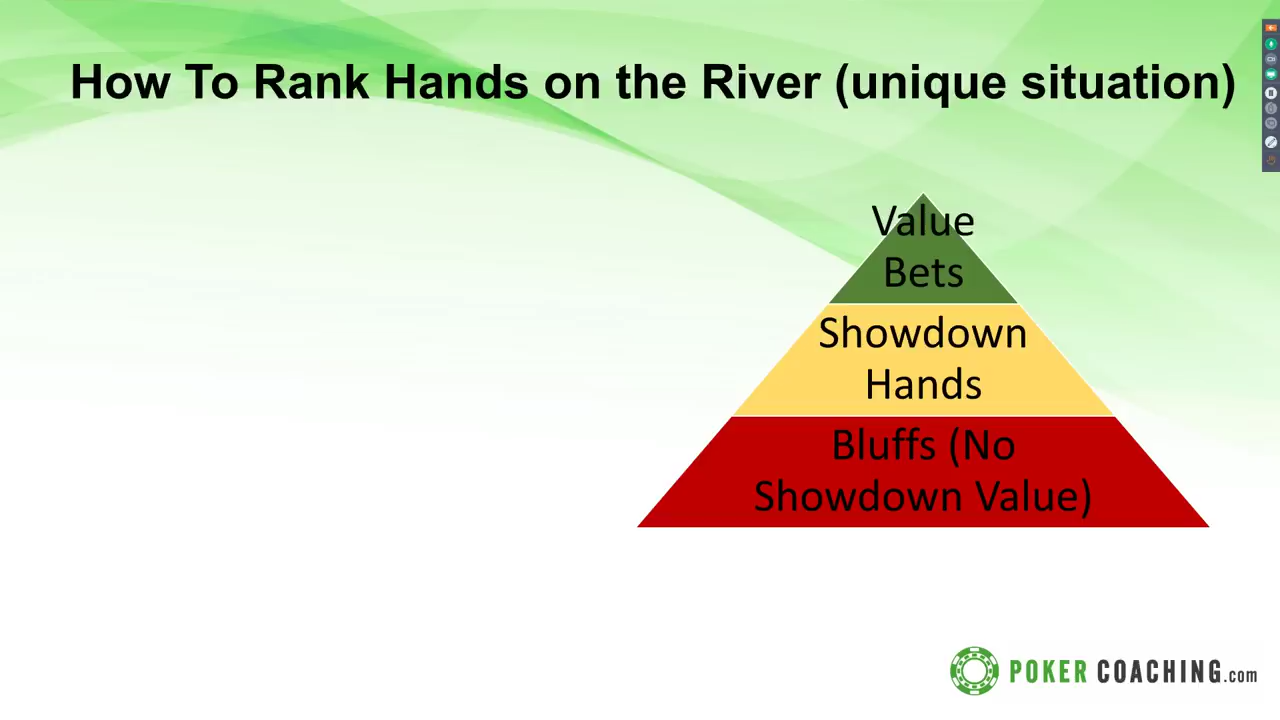 How To Rank Hands on the River (unique situation)
Value
Bets
Showdown
Hands
Bluffs (No
Showdown Value)
POKER COACHING.com